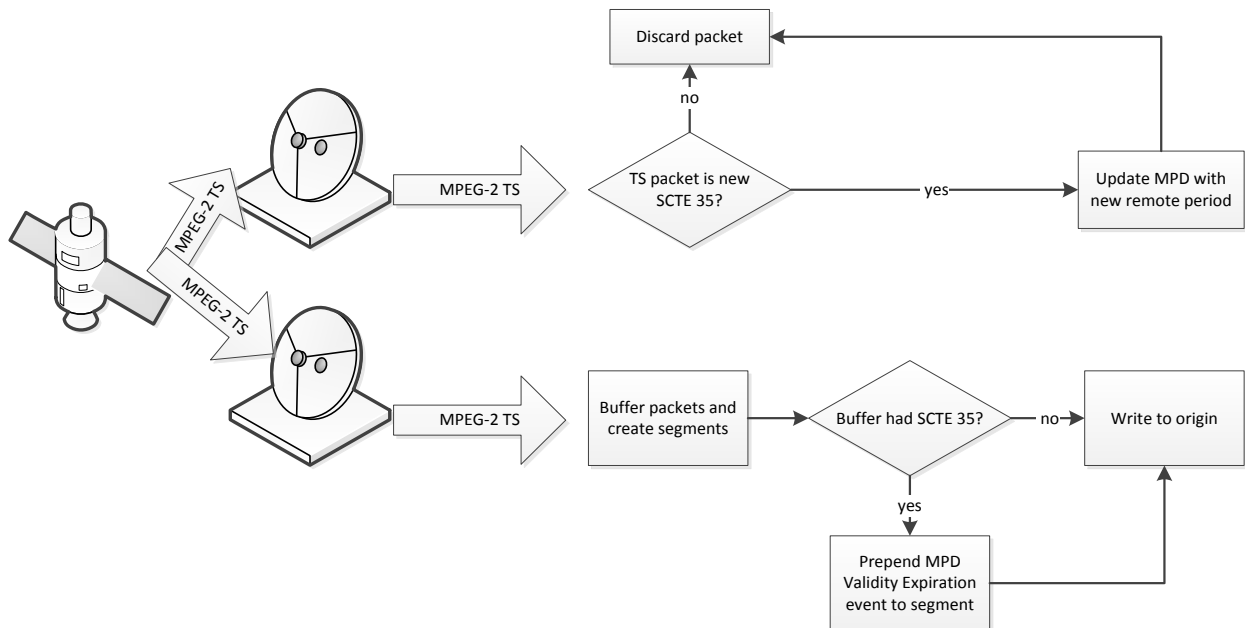 Discard packet
no
MPEG-2 TS
MPEG-2 TS
TS packet is new
SCTE 35?
yes
Update MPD with
new remote period
MPEG-2 TS
MPEG-2 TS
Buffer packets and
create segments
Buffer had SCTE 35?
no
Write to origin
yes
Prepend MPD
Validity Expiration
event to segment